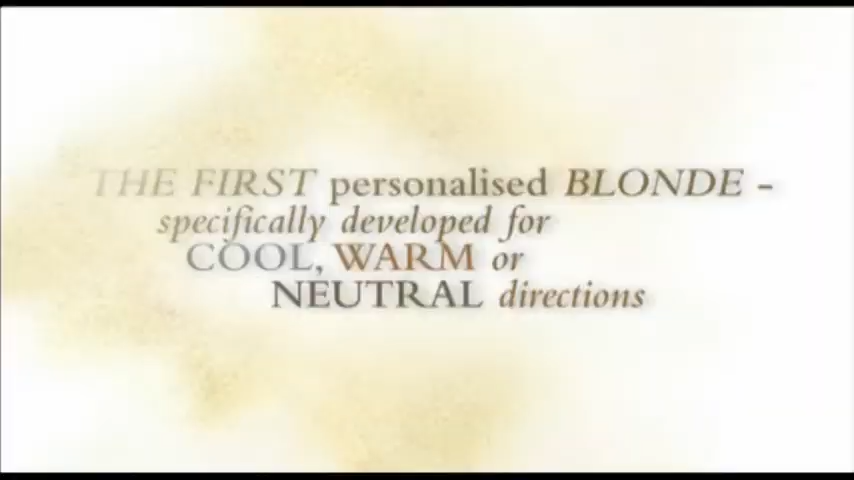 THE FIRST personalised BLONDE -
specifically developed for
COOL, WARM or
NEUTRAL directions